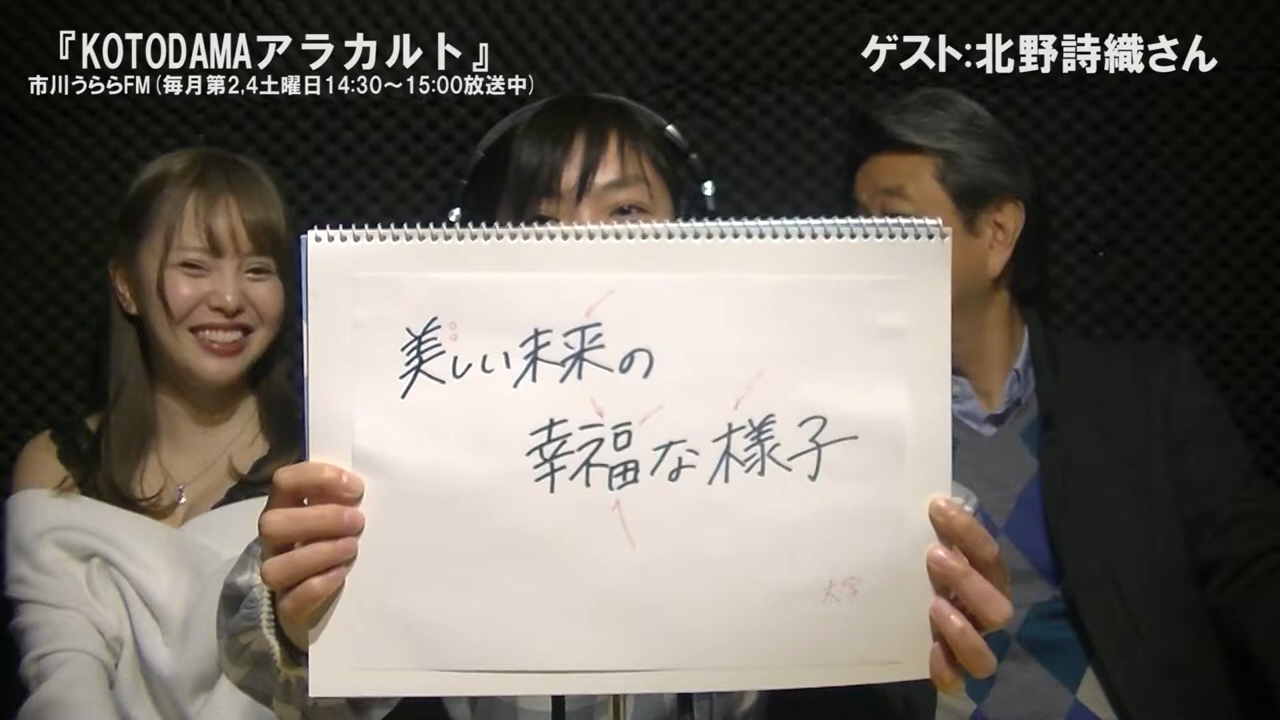 『KOTODAMAアラカルト』
市川うららFM(毎月第2,4土曜日14:30～15:00放送中)
ゲスト:北野詩織さん
美しい未来の
幸福な様子